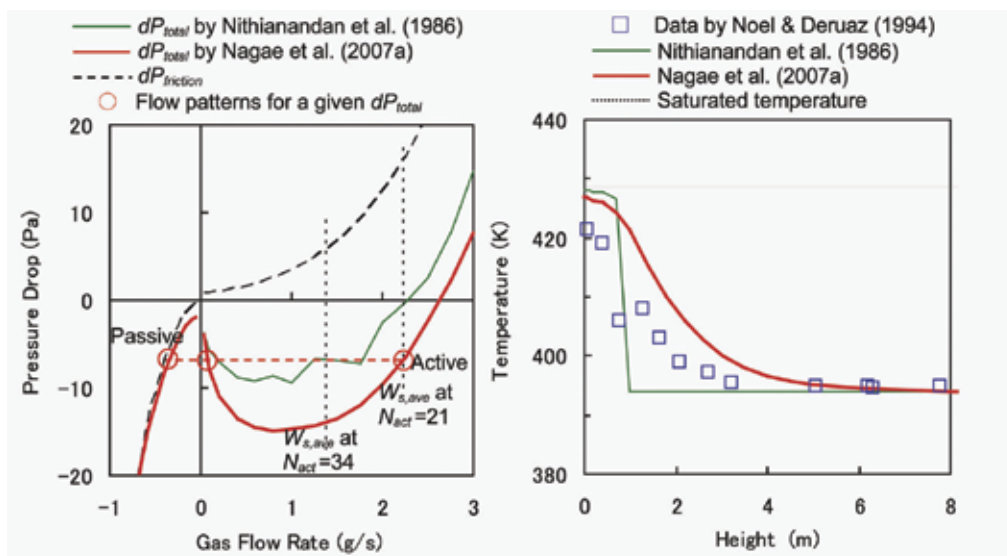 dPtotal by Nithianandan et al. (1986)
dPtotal by Nagae et al. (2007a)
dPfriction
Flow patterns for a given dPtotal
20
10
0
-10
-20
Pressure Drop (Pa)
Passive
Active
Ws,ave at
Nact=21
Ws,ave at
Nact=34
-1
0
1
2
3
Gas Flow Rate (g/s)
Data by Noel & Deruaz (1994)
Nithianandan et al. (1986)
Nagae et al. (2007a)
Saturated temperature
440
420
400
380
Temperature (K)
0
2
4
6
8
Height (m)